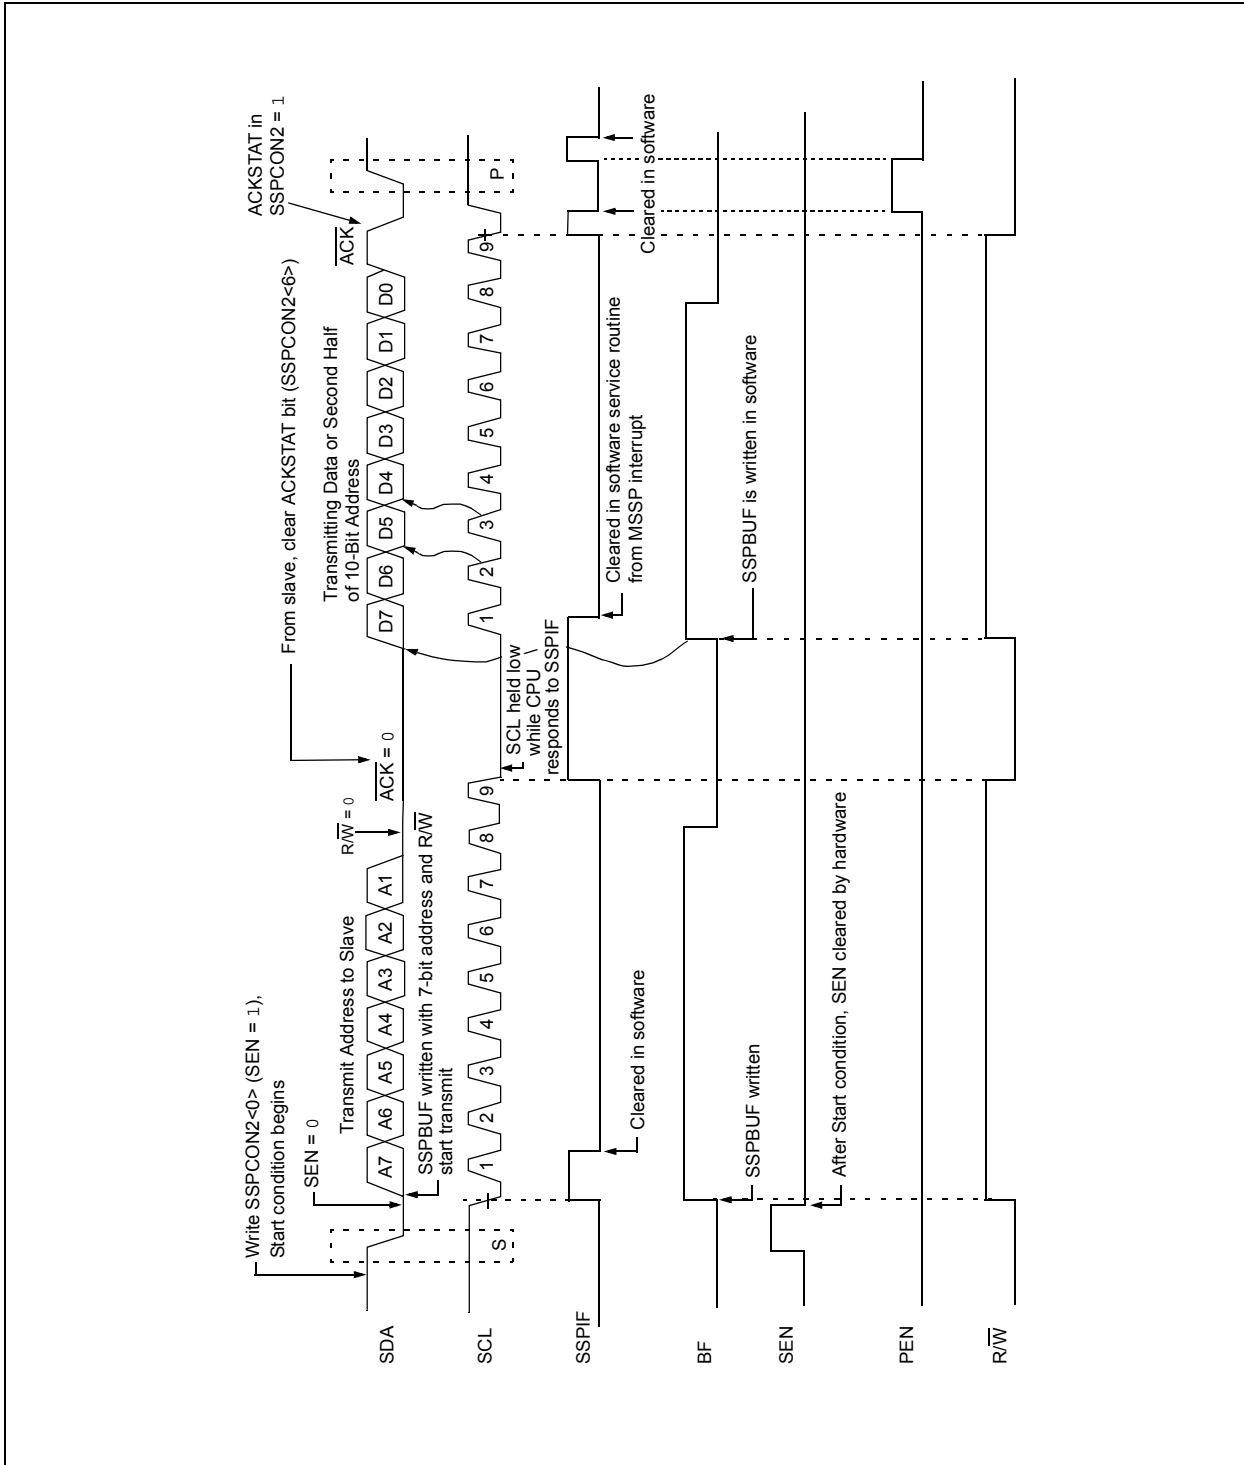 Write SSPCON2<0> (SEN = 1),
Start condition begins
SEN = 0
Transmit Address to Slave
R/W = 0
ACK = 0
From slave, clear ACKSTAT bit (SSPCON2<6>)
Transmitting Data or Second Half
of 10-Bit Address
ACKSTAT in
SSPCON2 = 1
ACK
SDA
A7 A6 A5 A4 A3 A2 A1
D7 D6 D5 D4 D3 D2 D1 D0
SSPBUF written with 7-bit address and R/W
start transmit
SCL
S
1 2 3 4 5 6 7 8 9
1 2 3 4 5 6 7 8 9
P
SCL held low
while CPU
responds to SSPIF
SSPIF
Cleared in software
Cleared in software service routine
from MSSP interrupt
Cleared in software
BF
SSPBUF written
SSPBUF is written in software
SEN
After Start condition, SEN cleared by hardware
PEN
R/W